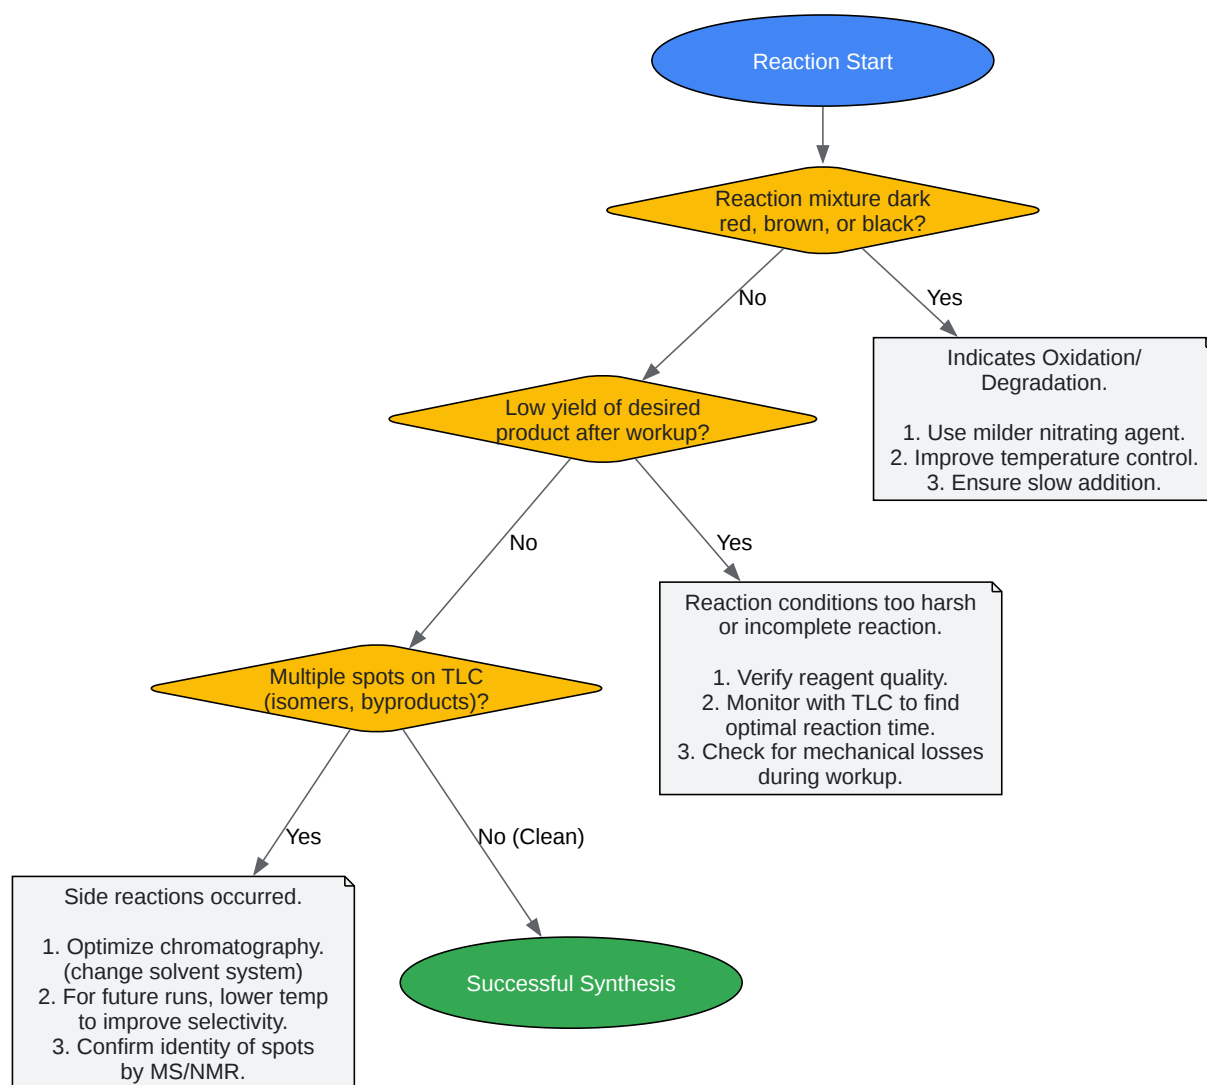 Reaction Start
Reaction mixture dark
red, brown, or black?
No
Yes
Indicates Oxidation/
Degradation.
1. Use milder nitrating agent.
2. Improve temperature control.
3. Ensure slow addition.
Low yield of desired
product after workup?
No
Yes
Reaction conditions too harsh
or incomplete reaction.
1. Verify reagent quality.
2. Monitor with TLC to find
optimal reaction time.
3. Check for mechanical losses
during workup.
Multiple spots on TLC
(isomers, byproducts)?
Yes
No (Clean)
Side reactions occurred.
1. Optimize chromatography.
(change solvent system)
2. For future runs, lower temp
to improve selectivity.
3. Confirm identity of spots
by MS/NMR.
Successful Synthesis